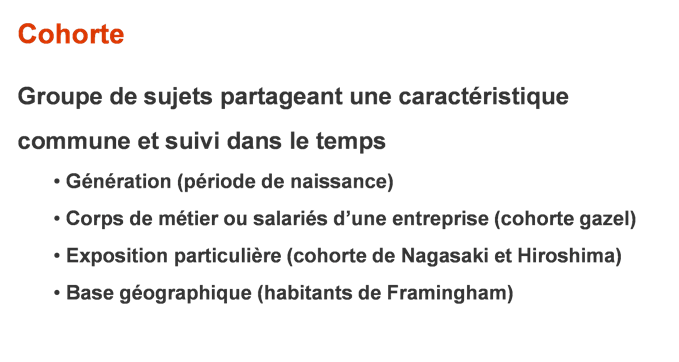 Cohorte
Groupe de sujets partageant une caractéristique
commune et suivi dans le temps
• Génération (période de naissance)
• Corps de métier ou salariés d’une entreprise (cohorte gazel)
• Exposition particulière (cohorte de Nagasaki et Hiroshima)
• Base géographique (habitants de Framingham)